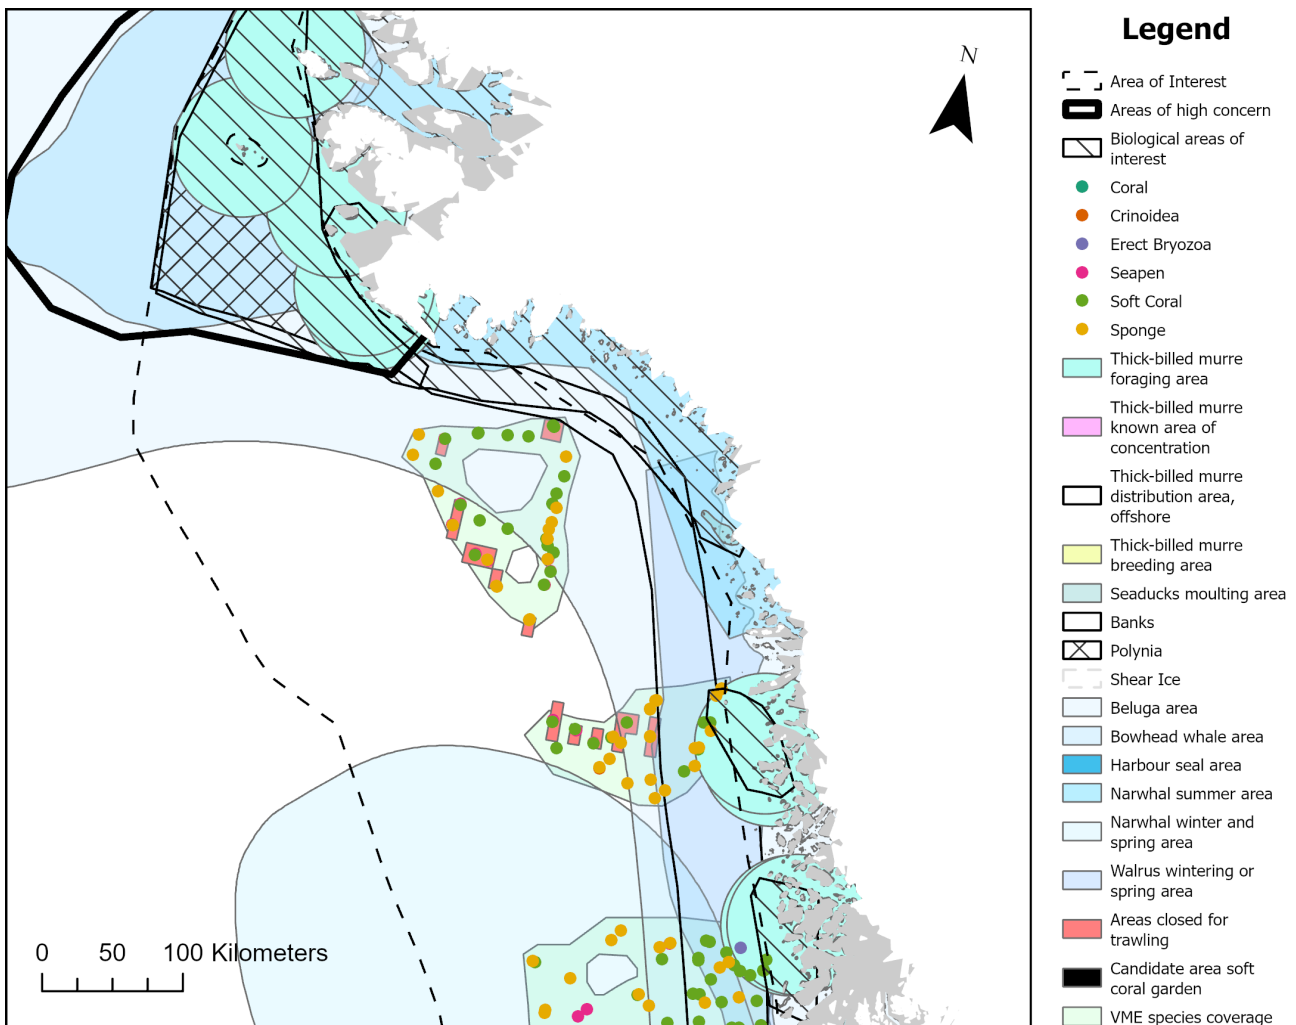 N
0 50 100 Kilometers
Legend
Area of Interest
Areas of high concern
Biological areas of
interest
Coral
Crinoidea
Erect Bryozoa
Seapen
Soft Coral
Sponge
Thick-billed murre
foraging area
Thick-billed murre
known area of
concentration
Thick-billed murre
distribution area,
offshore
Thick-billed murre
breeding area
Seaducks moulting area
Banks
Polynia
Shear Ice
Beluga area
Bowhead whale area
Harbour seal area
Narwhal summer area
Narwhal winter and
spring area
Walrus wintering or
spring area
Areas closed for
trawling
Candidate area soft
coral garden
VME species coverage